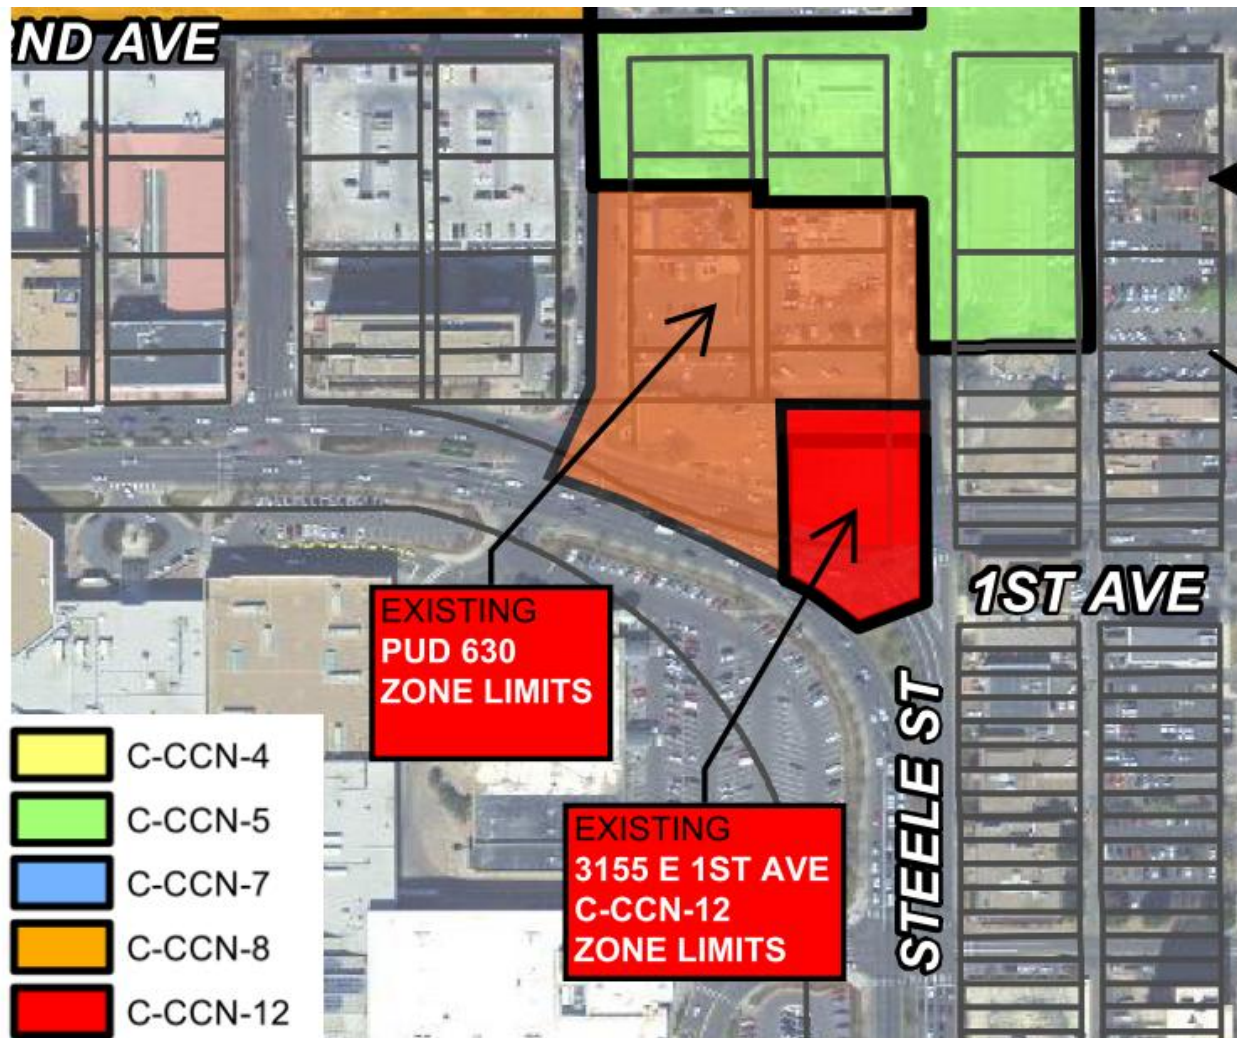 ND AVE
EXISTING
PUD 630
ZONE LIMITS
1ST AVE
STEELE ST
EXISTING
3155 E 1ST AVE
C-CCN-12
ZONE LIMITS
C-CCN-4
C-CCN-5
C-CCN-7
C-CCN-8
C-CCN-12